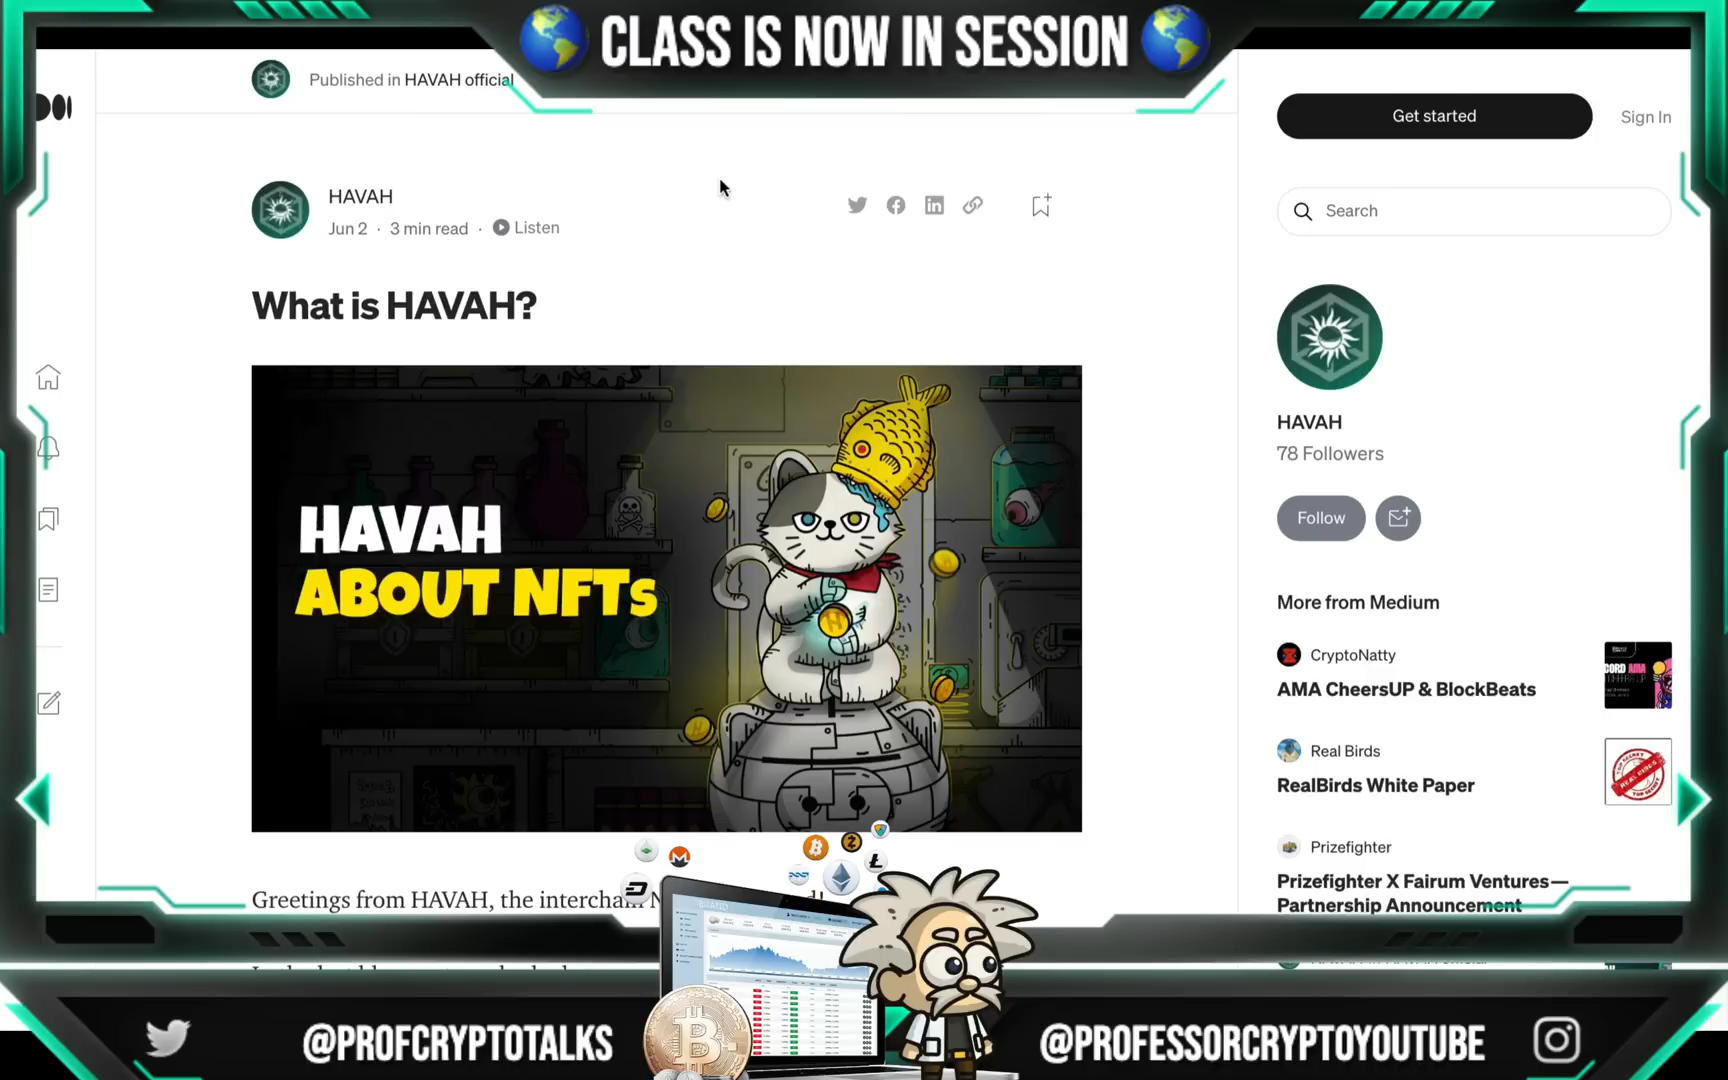 CLASS IS NOW IN SESSION
Published in HAVAH official
Get started
Sign In
HAVAH
Jun 2 · 3 min read · Listen
Search
What is HAVAH?
HAVAH
ABOUT NFTs
HAVAH
78 Followers
Follow
More from Medium
CryptoNatty
AMA CheersUP & BlockBeats
Real Birds
RealBirds White Paper
Prizefighter
Prizefighter X Fairum Ventures—
Partnership Announcement
Greetings from HAVAH, the interchain
@PROFCRYPTOTALKS
@PROFESSORCRYPTOYOUTUBE